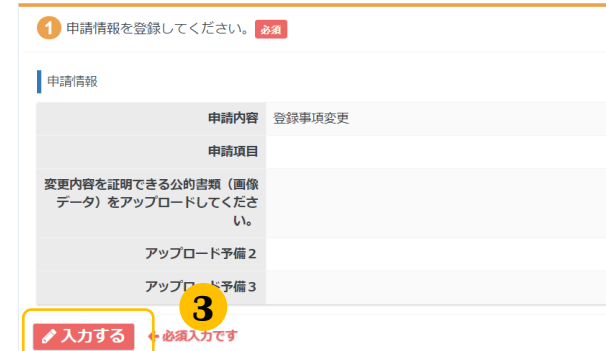 1 申請情報を登録してください。 必須
申請情報
申請内容 登録事項変更
申請項目
変更内容を証明できる公的書類（画像
データ）をアップロードしてくださ
い。
アップロード予備２
アップロード予備３
3
入力する ←必須入力です